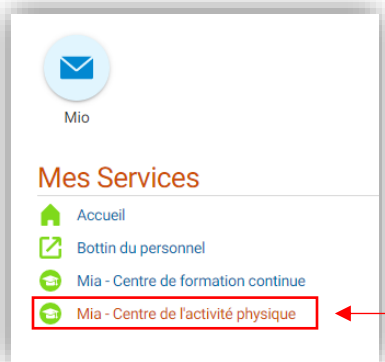 Mio
Mes Services
Accueil
Bottin du personnel
Mia - Centre de formation continue
Mia - Centre de l'activité physique